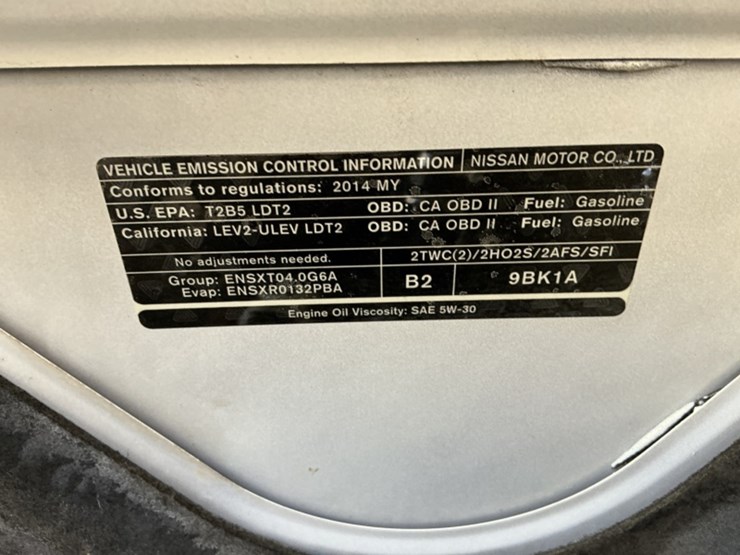 VEHICLE EMISSION CONTROL INFORMATION NISSAN MOTOR CO., LTD
Conforms to regulations: 2014 MY
U.S. EPA: T2B5 LDT2 OBD: CA OBD II Fuel: Gasoline
California: LEV2-ULEV LDT2 OBD: CA OBD II Fuel: Gasoline
No adjustments needed. 2TWC(2)/2HO2S/2AFS/SFI
Group: ENSXT04.0G6A B2 9BK1A
Evap: ENSXR0132PBA
Engine Oil Viscosity: SAE 5W-30